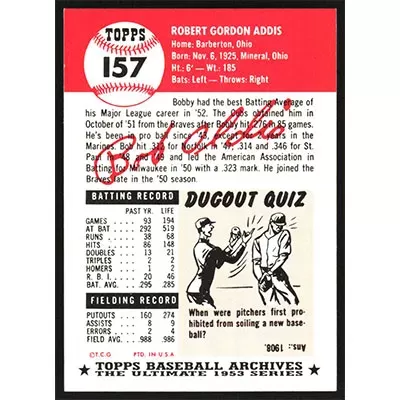 TOPPS
157
ROBERT GORDON ADDIS
Home: Barberton, Ohio
Born: Nov. 6, 1925, Mineral, Ohio
Ht.: 6' - Wt.: 185
Bats: Left - Throws: Right
Bobby had the best Batting Average of
his Major League career in '52. The Cubs obtained him in
October of '51 from the Braves after Bobby hit .276 in 85 games.
He's been in pro ball since '43, except for 3 years in the
Marines. Bob hit .343 for Norfolk in '47, .314 and .346 for St.
Paul in '48 and '49 and led the American Association in
Batting for Milwaukee in '50 with a .323 mark. He joined the
Braves late in the '50 season.
Bob Addis
BATTING RECORD
PAST YR. LIFE
GAMES 93 194
AT BAT 292 519
RUNS 38 68
HITS 86 148
DOUBLES 13 21
TRIPLES 2 2
HOMERS 1 2
R. B. I. 20 46
BAT. AVG. .295 .285
FIELDING RECORD
PUTOUTS 160 274
ASSISTS 8 9
ERRORS 2 4
FIELD. AVG. .988 .986
©T.C.G PTD. IN U.S.A
DUGOUT QUIZ
When were pitchers first pro-
hibited from soiling a new base-
ball?
Ans.: 1908.
★ TOPPS BASEBALL ARCHIVES ★
THE ULTIMATE 1953 SERIES